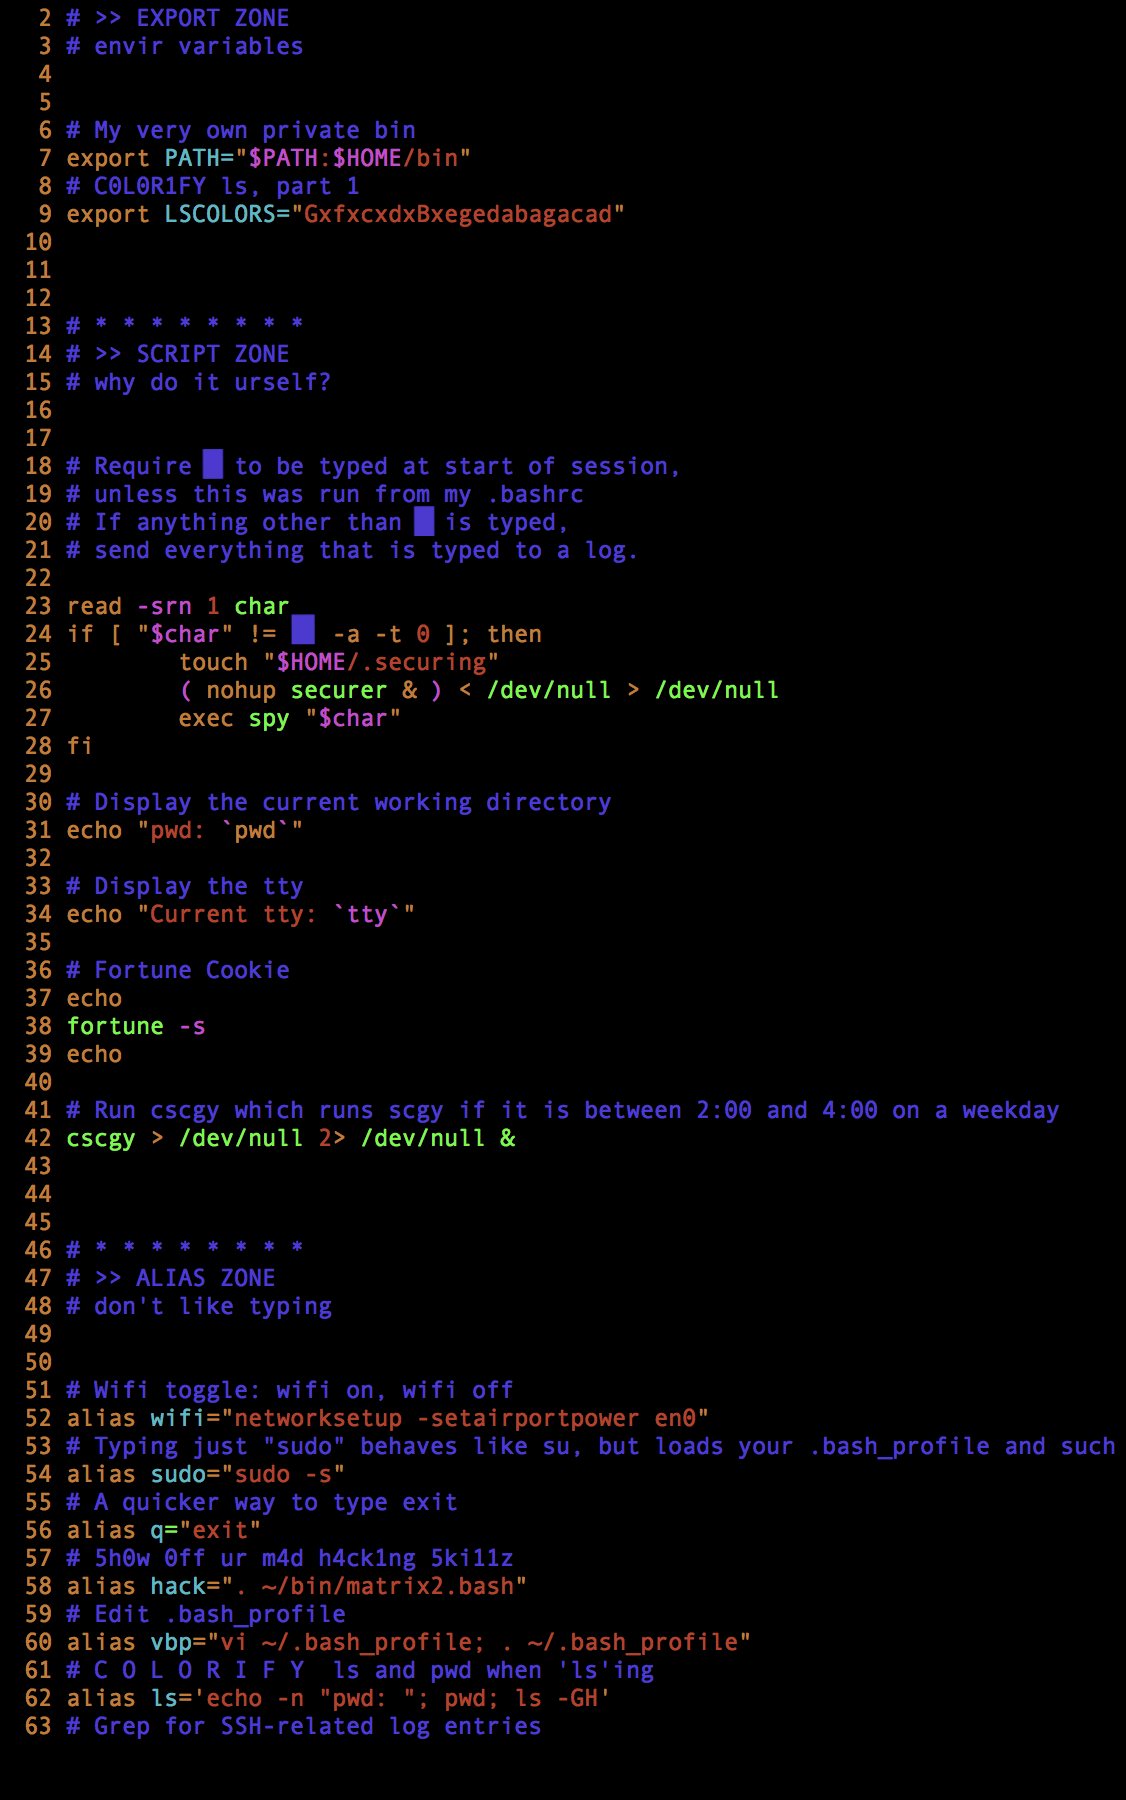 2 # >> EXPORT ZONE
3 # envir variables
4
5
6 # My very own private bin
7 export PATH="$PATH:$HOME/bin"
8 # C0L0R1FY ls, part 1
9 export LSCOLORS="GxfxcxdxBxegedabagacad"
10
11
12
13 # * * * * * * * *
14 # >> SCRIPT ZONE
15 # why do it urself?
16
17
18 # Require to be typed at start of session,
19 # unless this was run from my .bashrc
20 # If anything other than is typed,
21 # send everything that is typed to a log.
22
23 read -srn 1 char
24 if [ "$char" != -a -t 0 ]; then
25 touch "$HOME/.securing"
26 ( nohup securer & ) < /dev/null > /dev/null
27 exec spy "$char"
28 fi
29
30 # Display the current working directory
31 echo "pwd: `pwd`"
32
33 # Display the tty
34 echo "Current tty: `tty`"
35
36 # Fortune Cookie
37 echo
38 fortune -s
39 echo
40
41 # Run cscgy which runs scgy if it is between 2:00 and 4:00 on a weekday
42 cscgy > /dev/null 2> /dev/null &
43
44
45
46 # * * * * * * * *
47 # >> ALIAS ZONE
48 # don't like typing
49
50
51 # Wifi toggle: wifi on, wifi off
52 alias wifi="networksetup -setairportpower en0"
53 # Typing just "sudo" behaves like su, but loads your .bash_profile and such
54 alias sudo="sudo -s"
55 # A quicker way to type exit
56 alias q="exit"
57 # 5h0w 0ff ur m4d h4ck1ng 5ki11z
58 alias hack=". ~/bin/matrix2.bash"
59 # Edit .bash_profile
60 alias vbp="vi ~/.bash_profile; . ~/.bash_profile"
61 # C O L O R I F Y  ls and pwd when 'ls'ing
62 alias ls='echo -n "pwd: "; pwd; ls -GH'
63 # Grep for SSH-related log entries